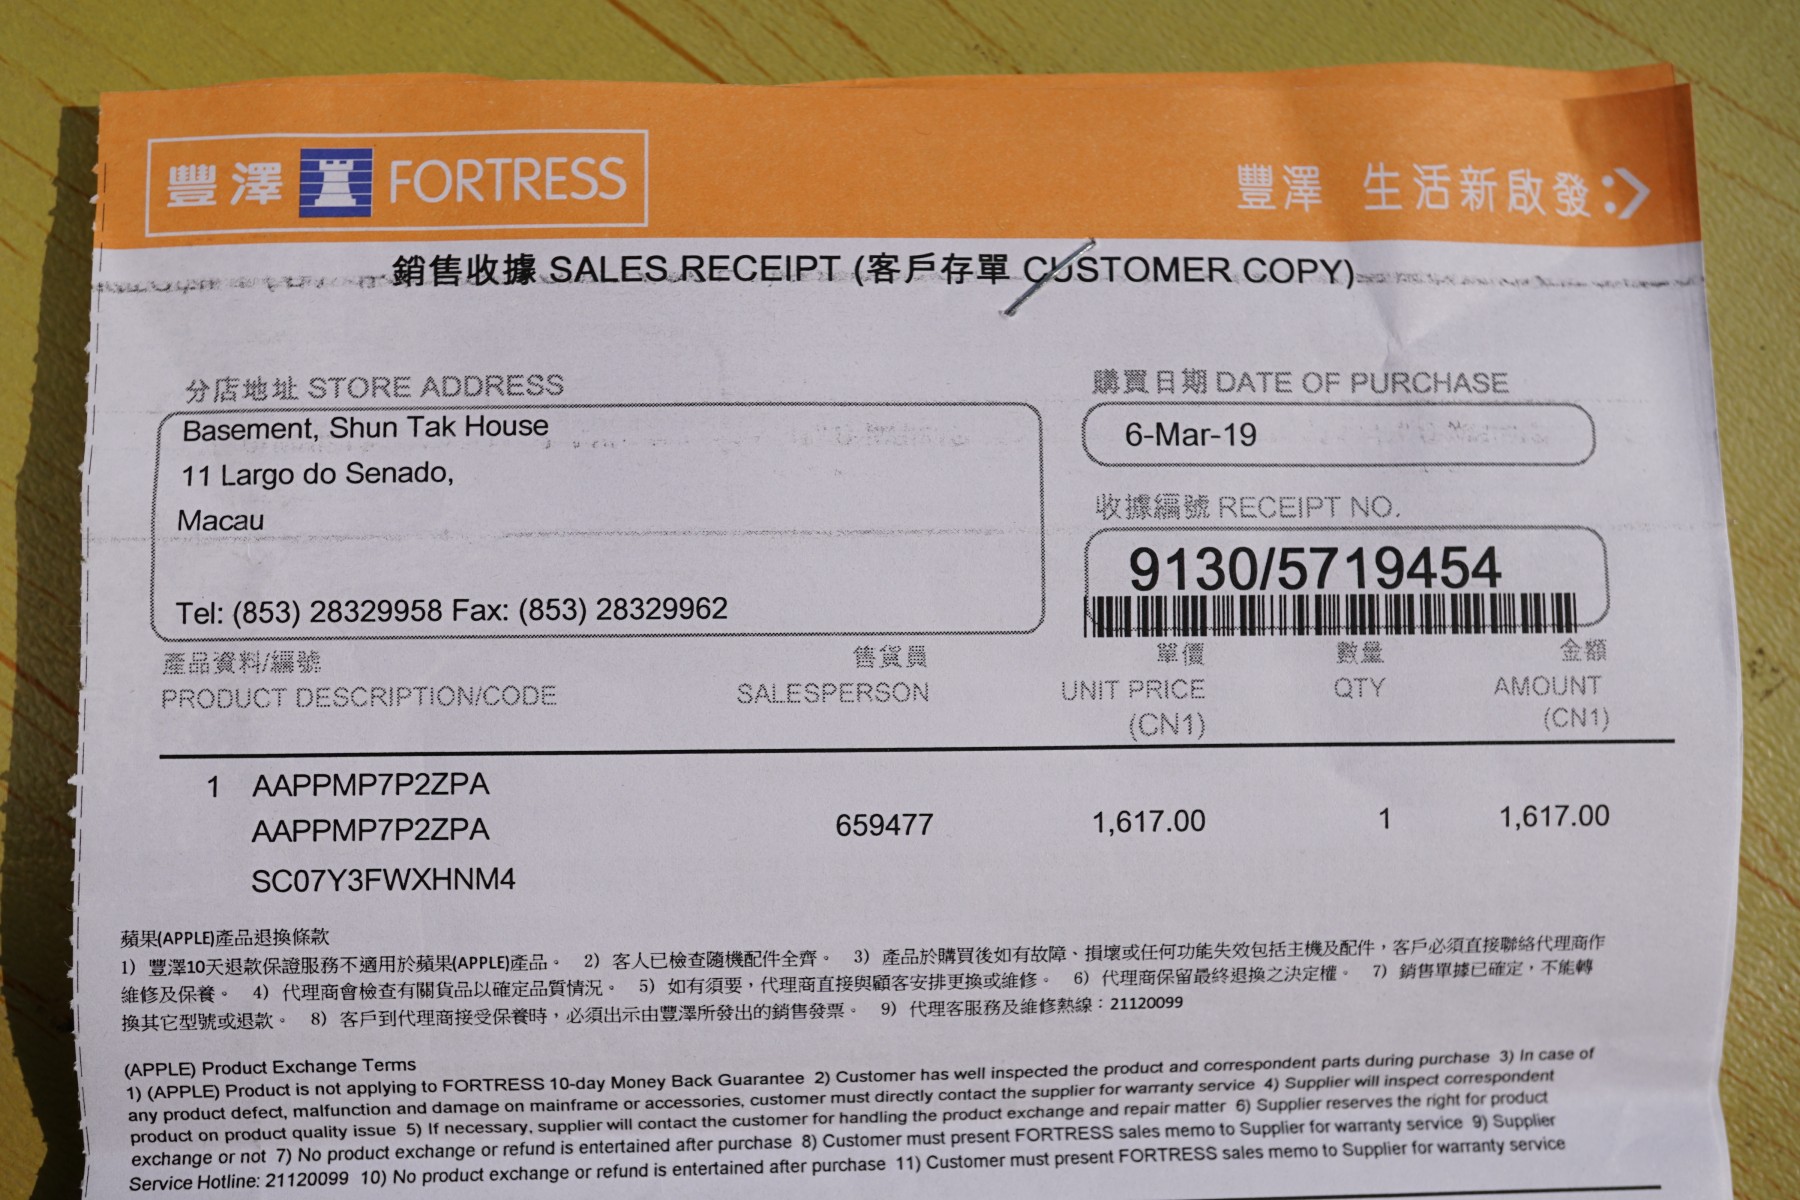 豐澤 FORTRESS
豐澤 生活新啟發
銷售收據 SALES RECEIPT (客戶存單 CUSTOMER COPY)
分店地址 STORE ADDRESS
Basement, Shun Tak House
11 Largo do Senado,
Macau
Tel: (853) 28329958 Fax: (853) 28329962
購買日期 DATE OF PURCHASE
6-Mar-19
收據編號 RECEIPT NO.
9130/5719454
產品資料/編號 售貨員 單價 數量 金額
PRODUCT DESCRIPTION/CODE SALESPERSON UNIT PRICE QTY AMOUNT
(CN1) (CN1)
1 AAPPMP7P2ZPA
AAPPMP7P2ZPA 659477 1,617.00 1 1,617.00
SC07Y3FWXHNM4
蘋果(APPLE)產品退換條款
1) 豐澤10天退款保證服務不適用於蘋果(APPLE)產品。 2) 客人已檢查隨機配件全齊。 3) 產品於購買後如有故障、損壞或任何功能失效包括主機及配件，客戶必須直接聯絡代理商作
維修及保養。 4) 代理商會檢查有關貨品以確定品質情況。 5) 如有須要，代理商直接與顧客安排更換或維修。 6) 代理商保留最終退換之決定權。 7) 銷售單據已確定，不能轉
換其它型號或退款。 8) 客戶到代理商接受保養時，必須出示由豐澤所發出的銷售發票。 9) 代理客服務及維修熱線：21120099
(APPLE) Product Exchange Terms
1) (APPLE) Product is not applying to FORTRESS 10-day Money Back Guarantee 2) Customer has well inspected the product and correspondent parts during purchase 3) In case of
any product defect, malfunction and damage on mainframe or accessories, customer must directly contact the supplier for warranty service 4) Supplier will inspect correspondent
product on product quality issue 5) If necessary, supplier will contact the customer for handling the product exchange and repair matter 6) Supplier reserves the right for product
exchange or not 7) No product exchange or refund is entertained after purchase 8) Customer must present FORTRESS sales memo to Supplier for warranty service 9) Supplier
Service Hotline: 21120099 10) No product exchange or refund is entertained after purchase 11) Customer must present FORTRESS sales memo to Supplier for warranty service